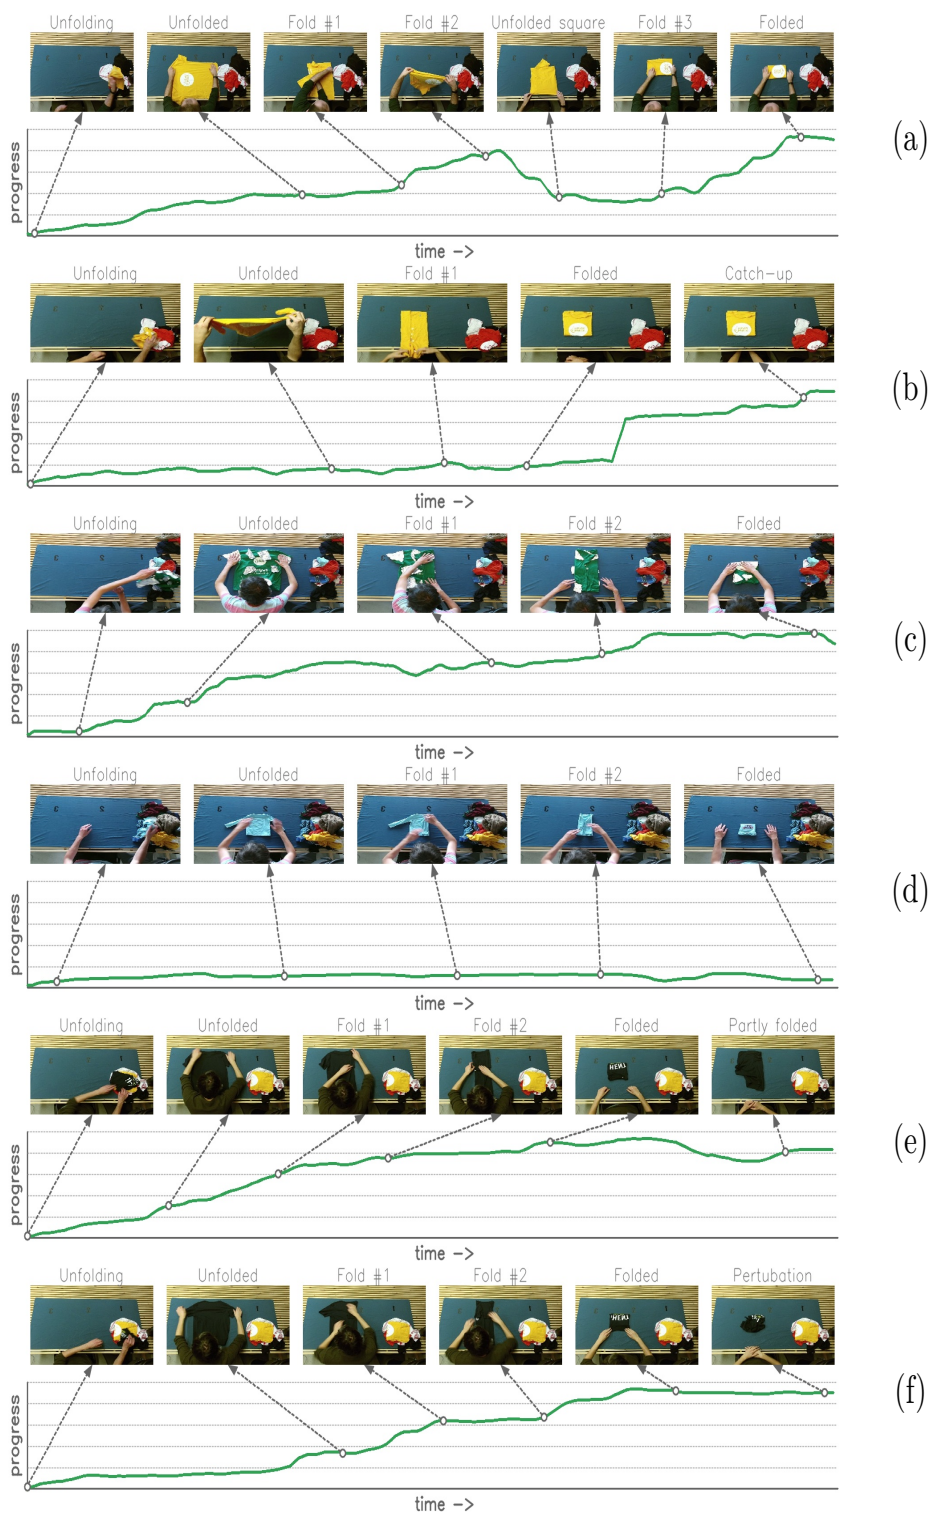 Unfolding Unfolded Fold #1 Fold #2 Unfolded square Fold #3 Folded
progress
(a)
time ->
Unfolding Unfolded Fold #1 Folded Catch-up
progress
(b)
time ->
Unfolding Unfolded Fold #1 Fold #2 Folded
progress
(c)
time ->
Unfolding Unfolded Fold #1 Fold #2 Folded
progress
(d)
time ->
Unfolding Unfolded Fold #1 Fold #2 Folded Partly folded
progress
(e)
time ->
Unfolding Unfolded Fold #1 Fold #2 Folded Pertubation
progress
(f)
time ->